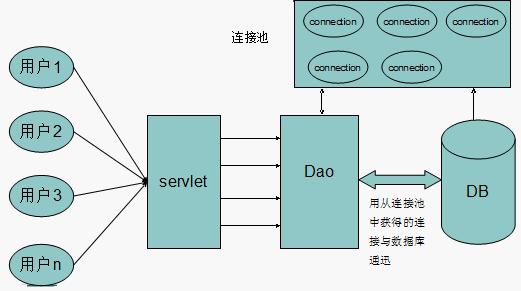 connection connection connection
连接池
connection connection
用户1
用户2
用户3
用户n
servlet
Dao
DB
用从连接池
中获得的连
接与数据库
通迅